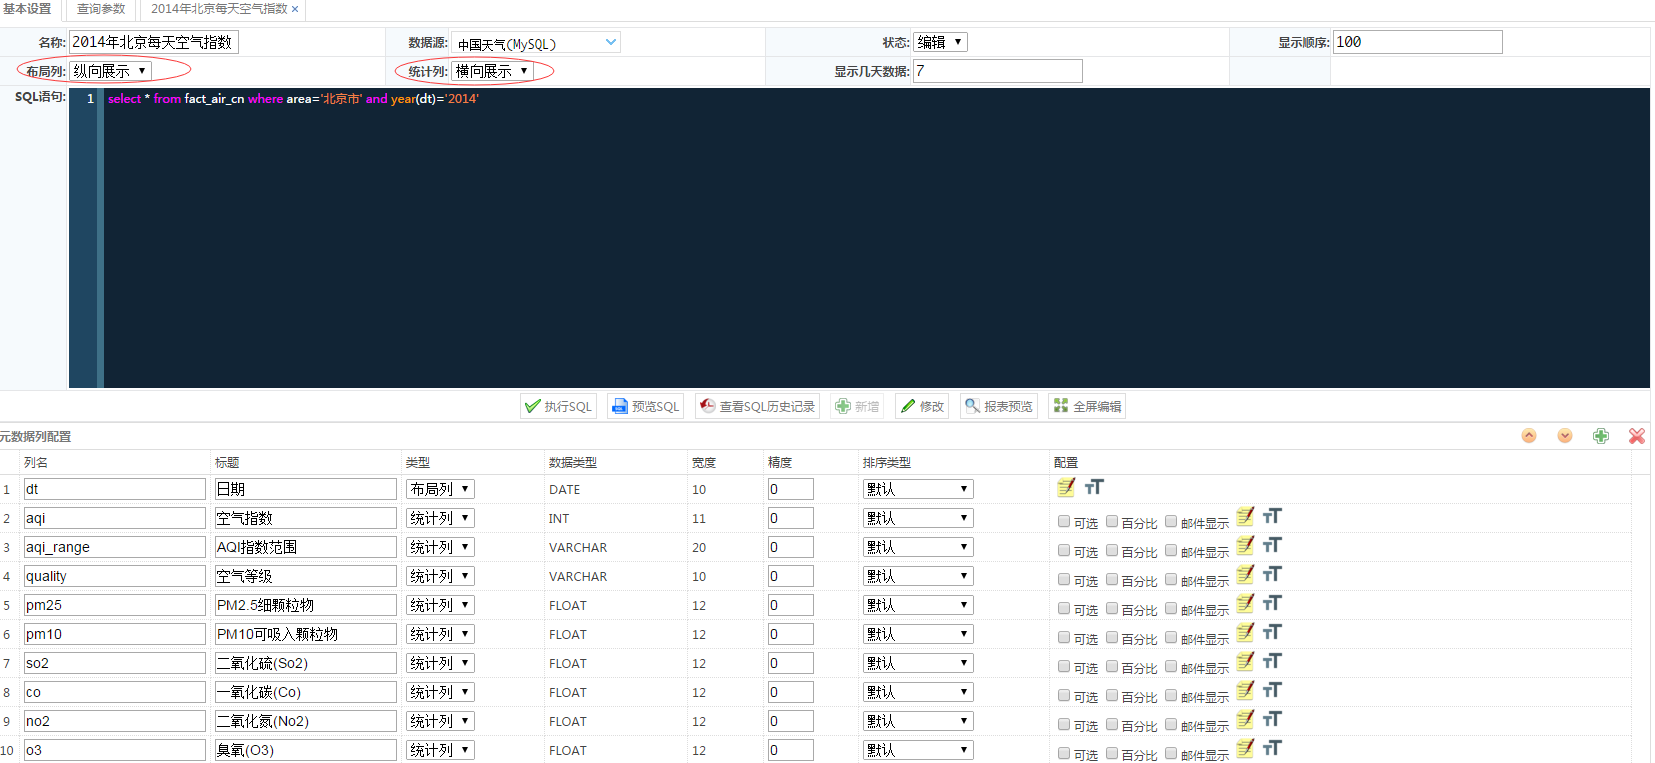 基本设置 查询参数 2014年北京每天空气指数 ×
名称: 2014年北京每天空气指数 数据源: 中国天气(MySQL) 状态: 编辑 显示顺序: 100
布局列: 纵向展示 统计列: 横向展示 显示几天数据: 7
SQL语句: 1 select * from fact_air_cn where area='北京市' and year(dt)='2014'
执行SQL 预览SQL 查看SQL历史记录 新增 修改 报表预览 全屏编辑
元数据列配置
列名 标题 类型 数据类型 宽度 精度 排序类型 配置
1 dt 日期 布局列 DATE 10 0 默认
2 aqi 空气指数 统计列 INT 11 0 默认 可选 百分比 邮件显示
3 aqi_range AQI指数范围 统计列 VARCHAR 20 0 默认 可选 百分比 邮件显示
4 quality 空气等级 统计列 VARCHAR 10 0 默认 可选 百分比 邮件显示
5 pm25 PM2.5细颗粒物 统计列 FLOAT 12 0 默认 可选 百分比 邮件显示
6 pm10 PM10可吸入颗粒物 统计列 FLOAT 12 0 默认 可选 百分比 邮件显示
7 so2 二氧化硫(So2) 统计列 FLOAT 12 0 默认 可选 百分比 邮件显示
8 co 一氧化碳(Co) 统计列 FLOAT 12 0 默认 可选 百分比 邮件显示
9 no2 二氧化氮(No2) 统计列 FLOAT 12 0 默认 可选 百分比 邮件显示
10 o3 臭氧(O3) 统计列 FLOAT 12 0 默认 可选 百分比 邮件显示